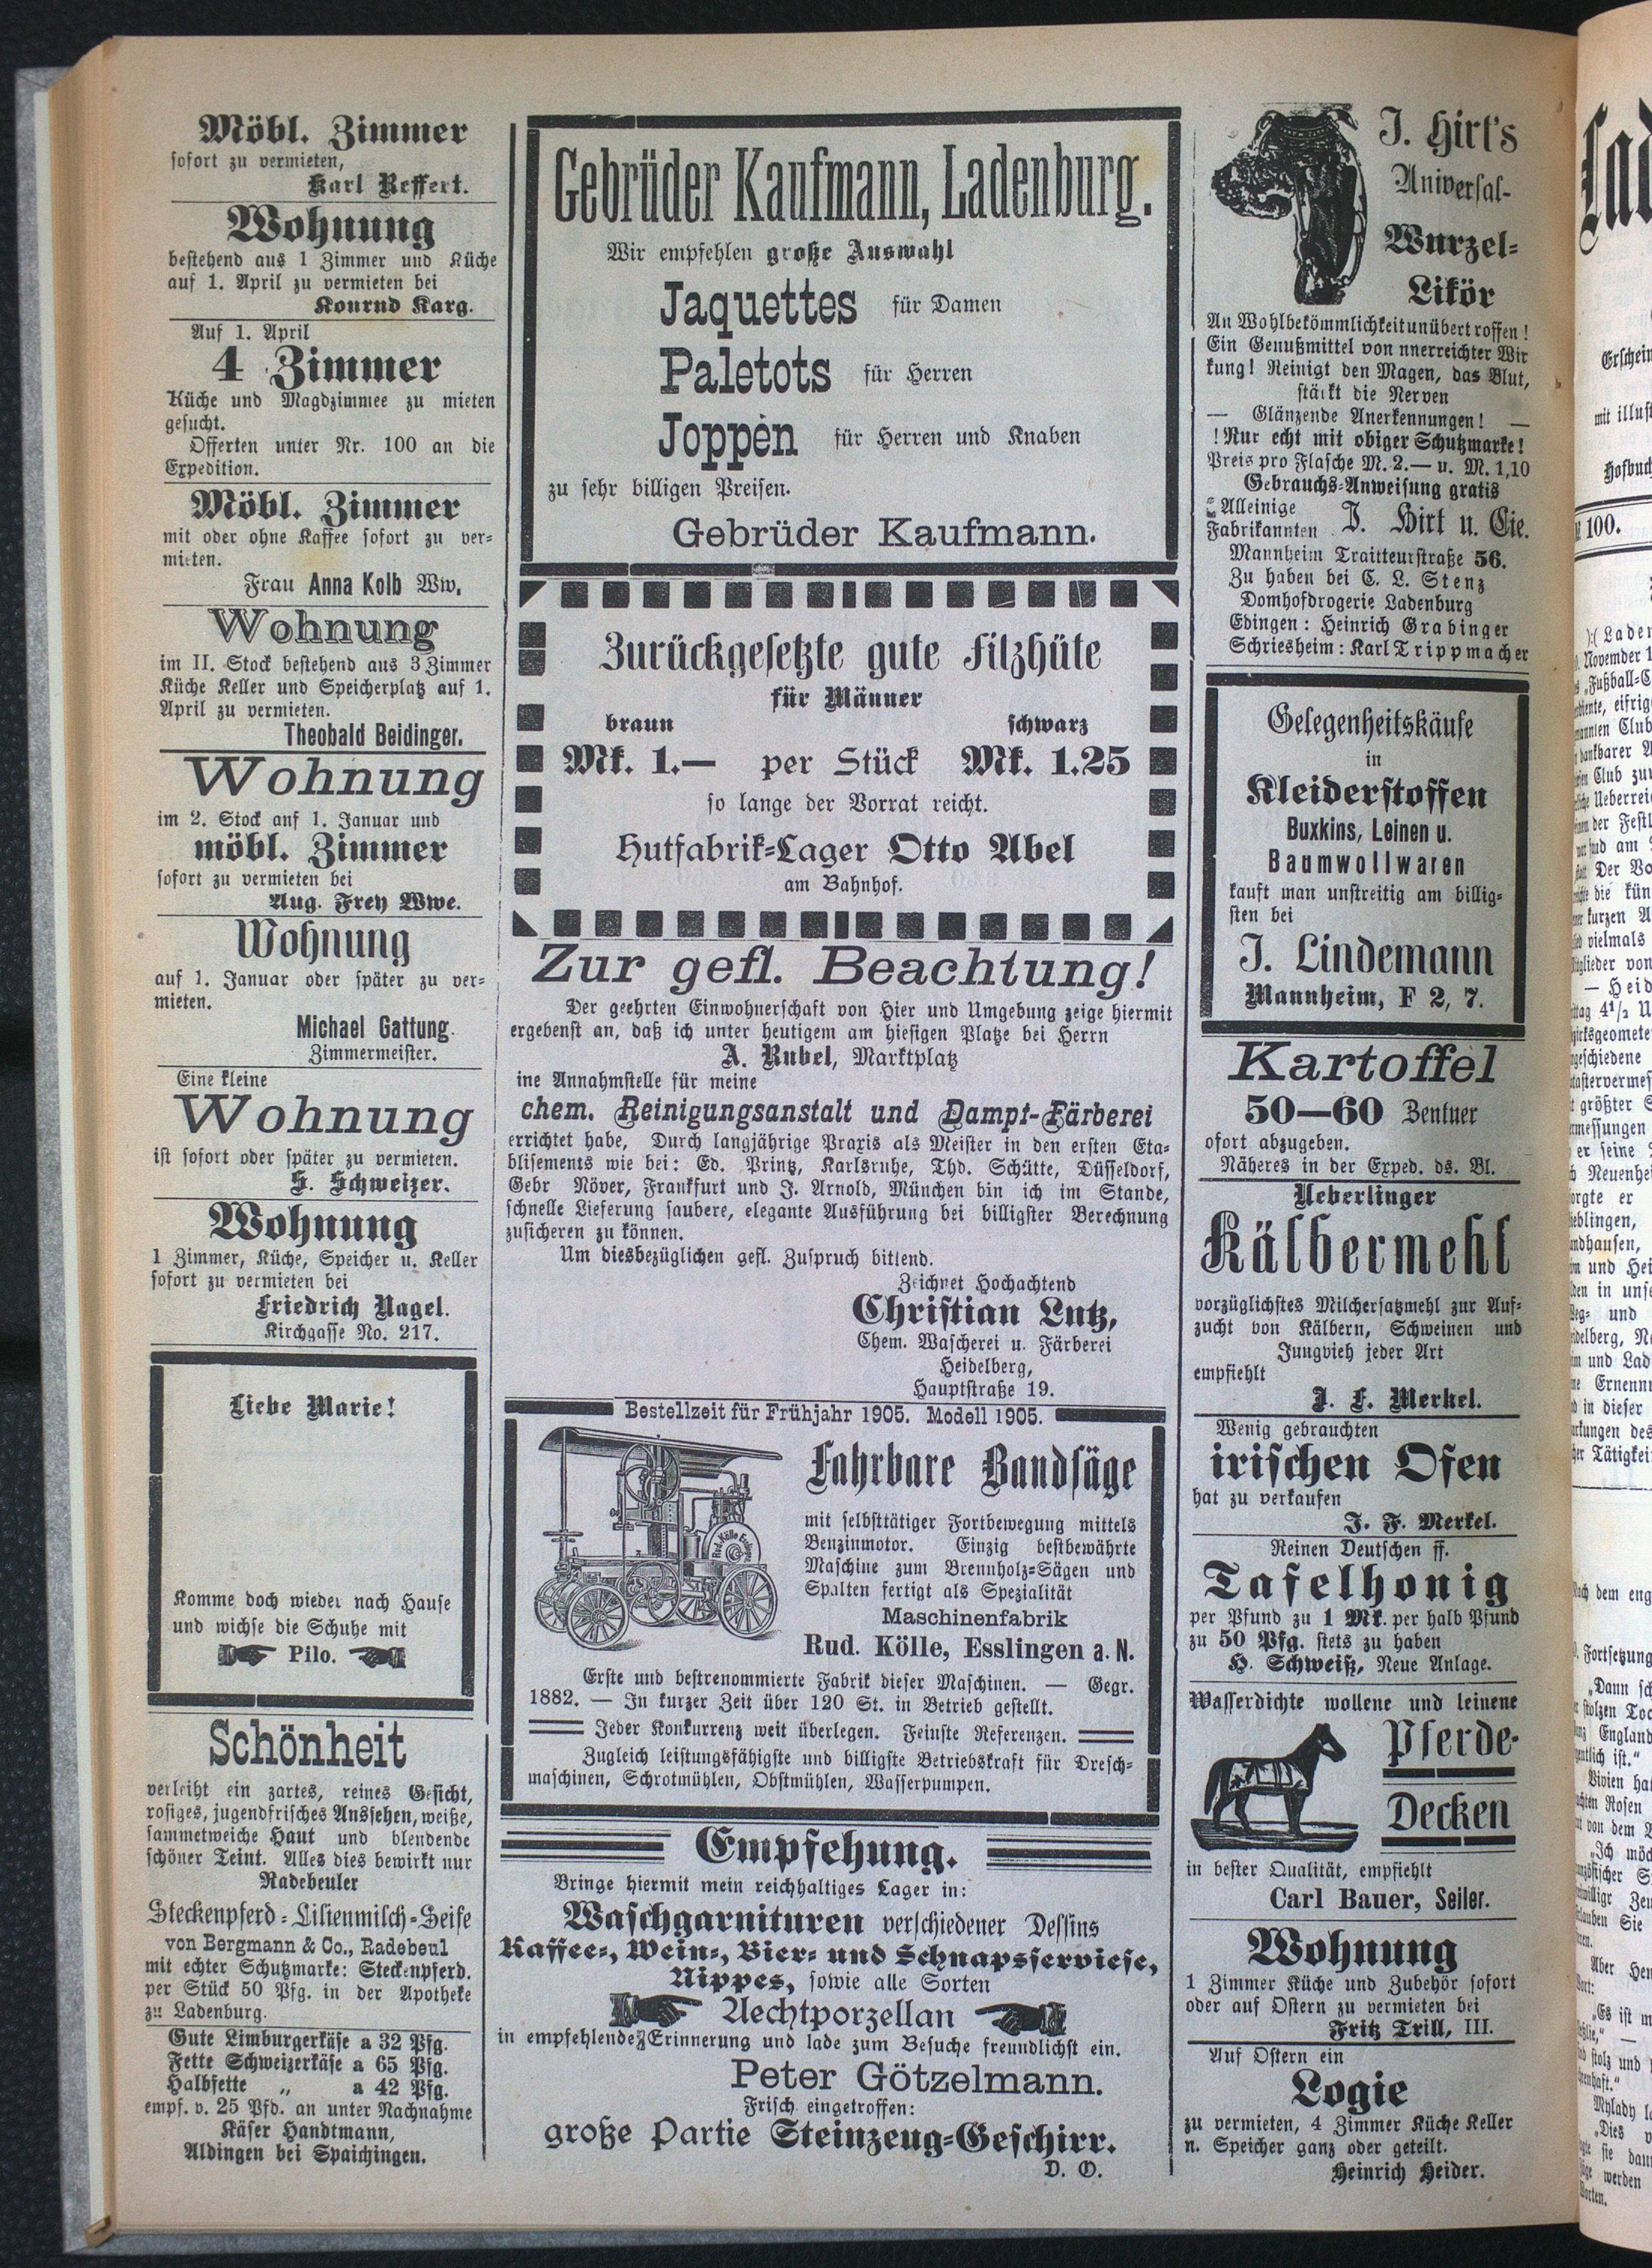 Möbl. Zimmer
sofort zu vermieten,
Karl Reffert.
Wohnung
bestehend aus 1 Zimmer und Küche
auf 1. April zu vermieten bei
Konrnd Karg.
Auf 1. April
4 Zimmer
Küche und Magdzimmee zu mieten
gesucht.
Offerten unter Nr. 100 an die
Expedition.
Möbl. Zimmer
mit oder ohne Kaffee sofort zu ver-
mieten.
Frau Anna Kolb Ww.
Wohnung
im II. Stock bestehend aus 3 Zimmer
Küche Keller und Speicherplatz auf 1.
April zu vermieten.
Theobald Beidinger.
Wohnung
im 2. Stock auf 1. Januar und
möbl. Zimmer
sofort zu vermieten bei
Aug. Frey Wwe.
Wohnung
auf 1. Januar oder später zu ver-
mieten.
Michael Gattung.
Zimmermeister.
Eine kleine
Wohnung
ist sofort oder später zu vermieten.
H. Schweizer.
Wohnung
1 Zimmer, Küche, Speicher u. Keller
sofort zu vermieten bei
Friedrich Nagel.
Kirchgasse No. 217.
Liebe Marie!
Komme doch wieder nach Hause
und wichse die Schuhe mit
Pilo.
Schönheit
verleiht ein zartes, reines Gesicht,
rosiges, jugendfrisches Anssehen, weiße,
sammetweiche Haut und blendende
schöner Teint. Alles dies bewirkt nur
Radebeuler
Steckenpferd-Lilienmilch-Seife
von Bergmann & Co., Radebeul
mit echter Schutzmarke: Steckenpferd.
per Stück 50 Pfg. in der Apotheke
zu Ladenburg.
Gute Limburgerkäse a 32 Pfg.
Fette Schweizerkäse a 65 Pfg.
Halbfette „ a 42 Pfg.
empf. v. 25 Pfd. an unter Nachnahme
Käser Handtmann,
Aldingen bei Spaichingen.
Gebrüder Kaufmann, Ladenburg.
Wir empfehlen große Auswahl
Jaquettes für Damen
Paletots für Herren
Joppen für Herren und Knaben
zu sehr billigen Preisen.
Gebrüder Kaufmann.
Zurückgesetzte gute Filzhüte
für Männer
braun schwarz
Mk. 1.— per Stück Mk. 1.25
so lange der Vorrat reicht.
Hutfabrik-Lager Otto Abel
am Bahnhof.
Zur gefl. Beachtung!
Der geehrten Einwohnerschaft von Hier und Umgebung zeige hiermit
ergebenst an, daß ich unter heutigem am hiesigen Platze bei Herrn
A. Rubel, Marktplatz
ine Annahmstelle für meine
chem. Reinigungsanstalt und Dampf-Färberei
errichtet habe, Durch langjährige Praxis als Meister in den ersten Eta-
blisements wie bei: Ed. Printz, Karlsruhe, Thd. Schütte, Düsseldorf,
Gebr Növer, Frankfurt und J. Arnold, München bin ich im Stande,
schnelle Lieferung saubere, elegante Ausführung bei billigster Berechnung
zusicheren zu können.
Um diesbezüglichen gefl. Zuspruch bittend.
Zeichnet Hochachtend
Christian Lutz,
Chem. Wascherei u. Färberei
Heidelberg,
Hauptstraße 19.
Bestellzeit für Frühjahr 1905. Modell 1905.
Fahrbare Bandsäge
mit selbsttätiger Fortbewegung mittels
Benzinmotor. Einzig bestbewährte
Maschine zum Brennholz-Sägen und
Spalten fertigt als Spezialität
Maschinenfabrik
Rud. Kölle, Esslingen a. N.
Erste und bestrenommierte Fabrik dieser Maschinen. — Gegr.
1882. — In kurzer Zeit über 120 St. in Betrieb gestellt.
Jeder Konkurrenz weit überlegen. Feinste Referenzen.
Zugleich leistungsfähigste und billigste Betriebskraft für Dresch-
maschinen, Schrotmühlen, Obstmühlen, Wasserpumpen.
Empfehung.
Bringe hiermit mein reichhaltiges Lager in:
Waschgarnituren verschiedener Dessins
Kaffee-, Wein-, Bier- und Schnapsserviese,
Nippes, sowie alle Sorten
Aechtporzellan
in empfehlende Erinnerung und lade zum Besuche freundlichst ein.
Peter Götzelmann.
Frisch eingetroffen:
große Partie Steinzeug-Geschirr.
D. O.
J. Hirt's
Universal-
Wurzel-
Likör
An Wohlbekömmlichkeit unübertroffen!
Ein Genußmittel von nnerreichter Wir
kung! Reinigt den Magen, das Blut,
stärkt die Nerven
— Glänzende Anerkennungen! —
!Nur echt mit obiger Schutzmarke!
Preis pro Flasche M. 2.— u. M. 1,10
Gebrauchs-Anweisung gratis
Alleinige
Fabrikannten J. Hirt u. Cie.
Mannheim Traitteurstraße 56.
Zu haben bei C. L. Stenz
Domhofdrogerie Ladenburg
Edingen: Heinrich Grabinger
Schriesheim: Karl Trippmacher
Gelegenheitskäufe
in
Kleiderstoffen
Buxkins, Leinen u.
Baumwollwaren
kauft man unstreitig am billig-
sten bei
J. Lindemann
Mannheim, F 2, 7.
Kartoffel
50—60 Zentner
ofort abzugeben.
Näheres in der Exped. ds. Bl.
Ueberlinger
Kälbermehl
vorzüglichstes Milchersatzmehl zur Auf-
zucht von Kälbern, Schweinen und
Jungvieh jeder Art
empfiehlt
J. F. Merkel.
Wenig gebrauchten
irischen Ofen
hat zu verkaufen
J. F. Merkel.
Reinen Deutschen ff.
Tafelhonig
per Pfund zu 1 Mk. per halb Pfund
zu 50 Pfg. stets zu haben
H. Schweiß, Neue Anlage.
Wasserdichte wollene und leinene
Pferde-
Decken
in bester Qualität, empfiehlt
Carl Bauer, Seiler.
Wohnung
1 Zimmer Küche und Zubehör sofort
oder auf Ostern zu vermieten bei
Fritz Trill, III.
Auf Ostern ein
Logie
zu vermieten, 4 Zimmer Küche Keller
n. Speicher ganz oder geteilt.
Heinrich Heider.